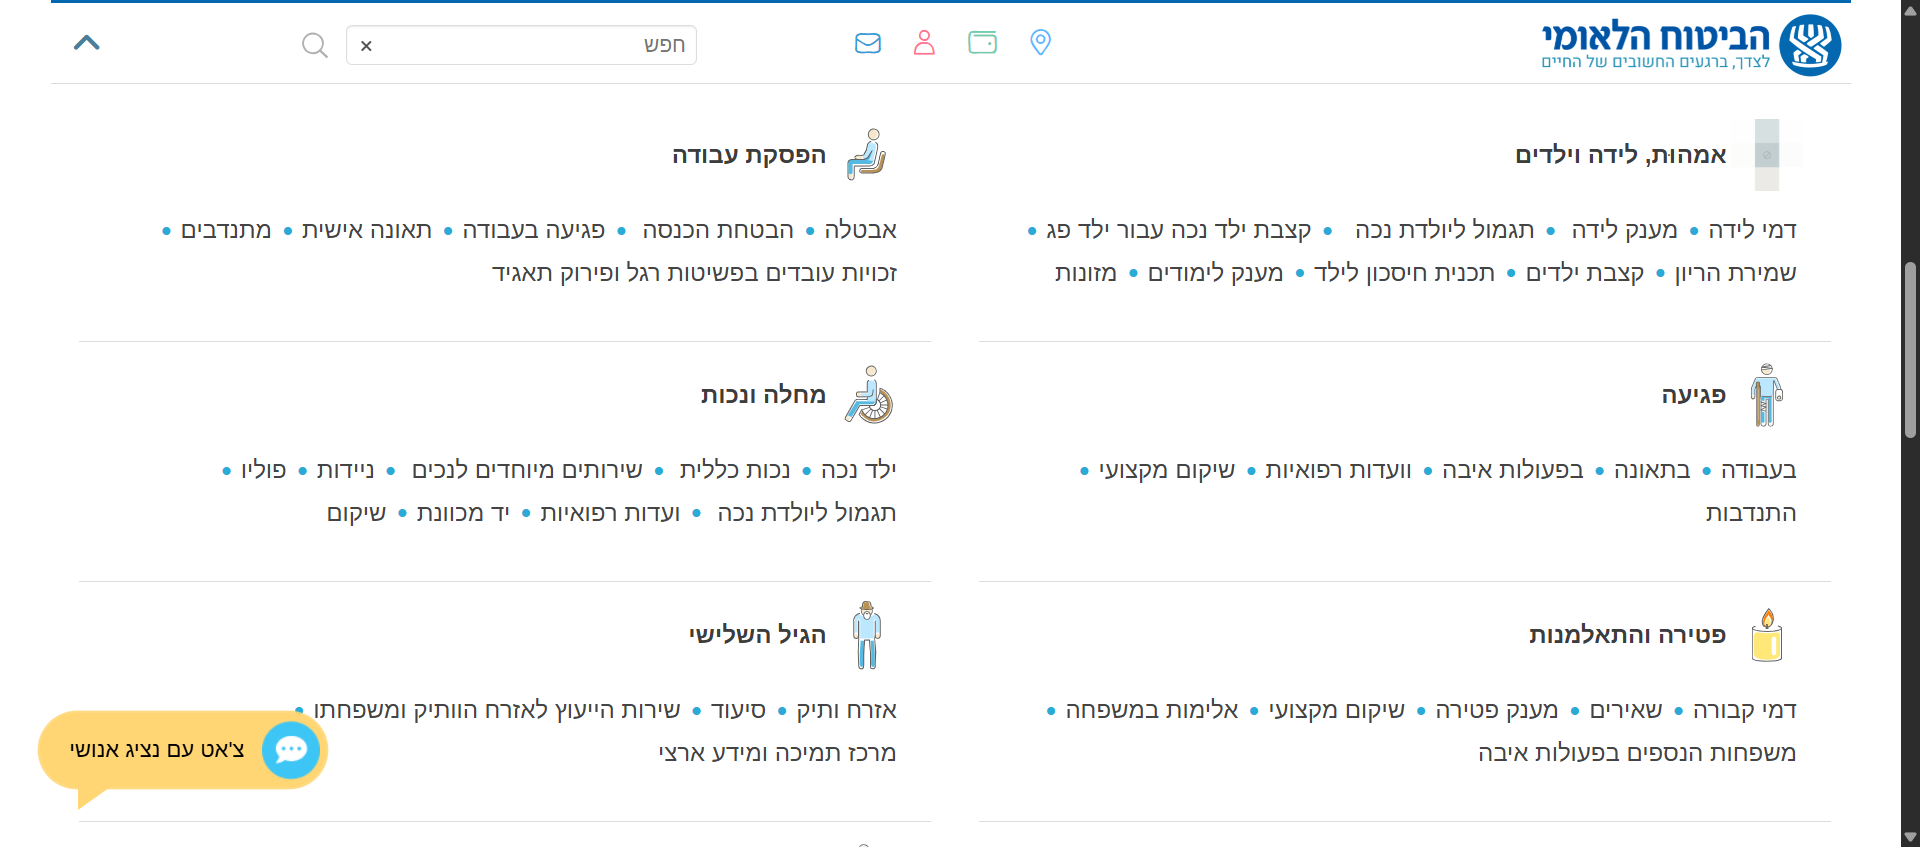 הביטוח הלאומי
לצדך, ברגעים החשובים של החיים
חפש
אמהות, לידה וילדים
דמי לידה • מענק לידה • תגמול ליולדת נכה • קצבת ילד נכה עבור ילד פג •
שמירת הריון • קצבת ילדים • תכנית חיסכון לילד • מענק לימודים • מזונות
הפסקת עבודה
אבטלה • הבטחת הכנסה • פגיעה בעבודה • תאונה אישית • מתנדבים •
זכויות עובדים בפשיטות רגל ופירוק תאגיד
פגיעה
בעבודה • בתאונה • בפעולות איבה • וועדות רפואיות • שיקום מקצועי •
התנדבות
מחלה ונכות
ילד נכה • נכות כללית • שירותים מיוחדים לנכים • ניידות • פוליו •
תגמול ליולדת נכה • ועדות רפואיות • יד מכוונת • שיקום
פטירה והתאלמנות
דמי קבורה • שאירים • מענק פטירה • שיקום מקצועי • אלימות במשפחה •
משפחות הנספים בפעולות איבה
הגיל השלישי
אזרח ותיק • סיעוד • שירות הייעוץ לאזרח הוותיק ומשפחתו •
מרכז תמיכה ומידע ארצי
צ'אט עם נציג אנושי